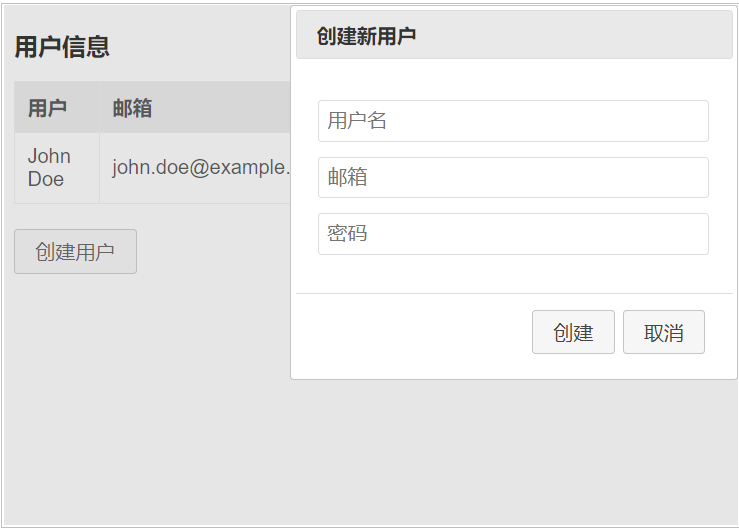 用户信息
用户 邮箱
John
Doe
john.doe@example.
创建用户
创建新用户
用户名
邮箱
密码
创建 取消